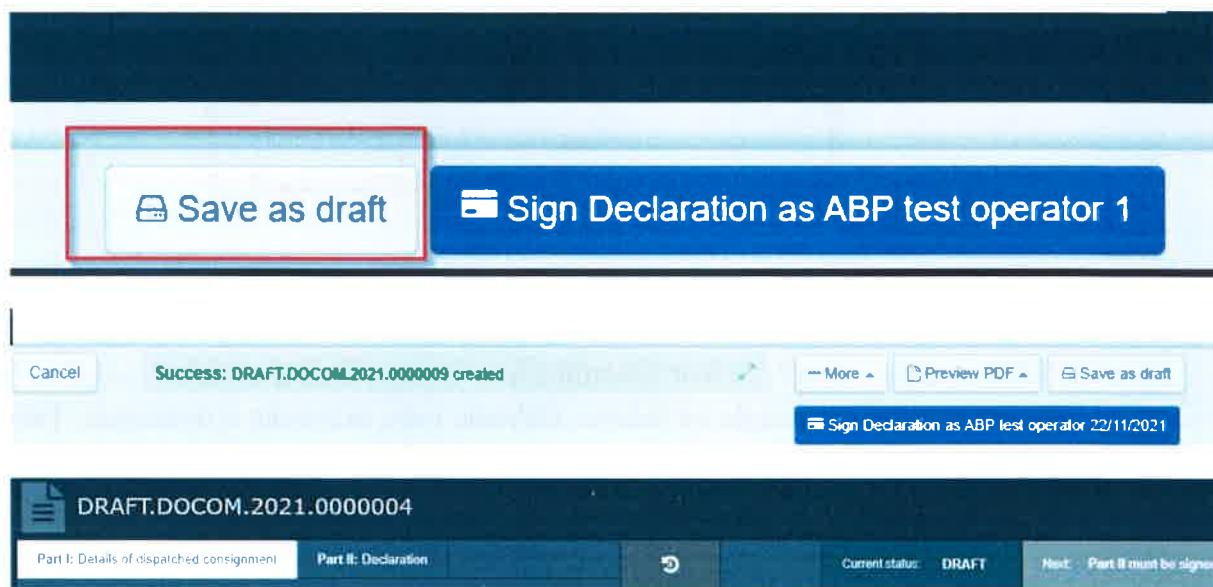 Save as draft
Sign Declaration as ABP test operator 1
Cancel
Success: DRAFT.DOCOM.2021.0000009 created
More
Preview PDF
Save as draft
Sign Declaration as ABP test operator 22/11/2021
DRAFT.DOCOM.2021.0000004
Part I: Details of dispatched consignment
Part II: Declaration
Current status: DRAFT
Next: Part II must be signed